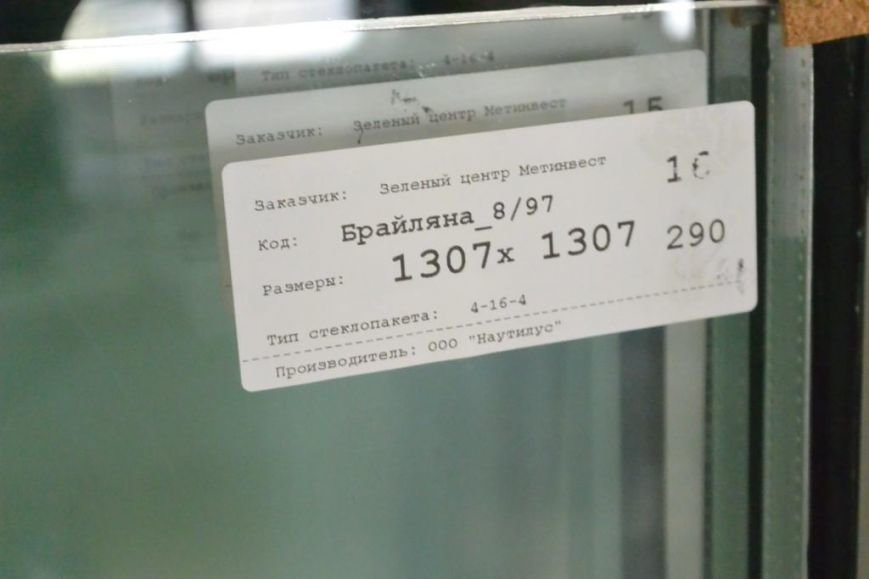 Тип стеклопакета: 4-16-4
Заказчик: Зеленый центр Метинвест 15
Заказчик: Зеленый центр Метинвест 16
Код: Брайляна_8/97
Размеры: 1307x 1307 290
Тип стеклопакета: 4-16-4
Производитель: ООО "Наутилус"